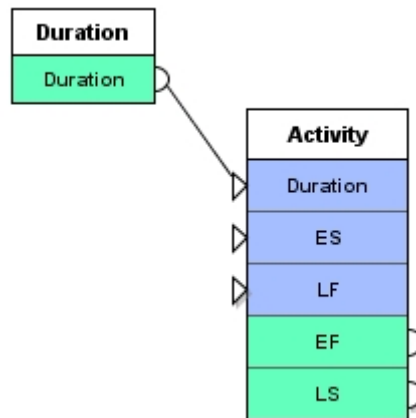 Duration
Duration
Activity
Duration
ES
LF
EF
LS